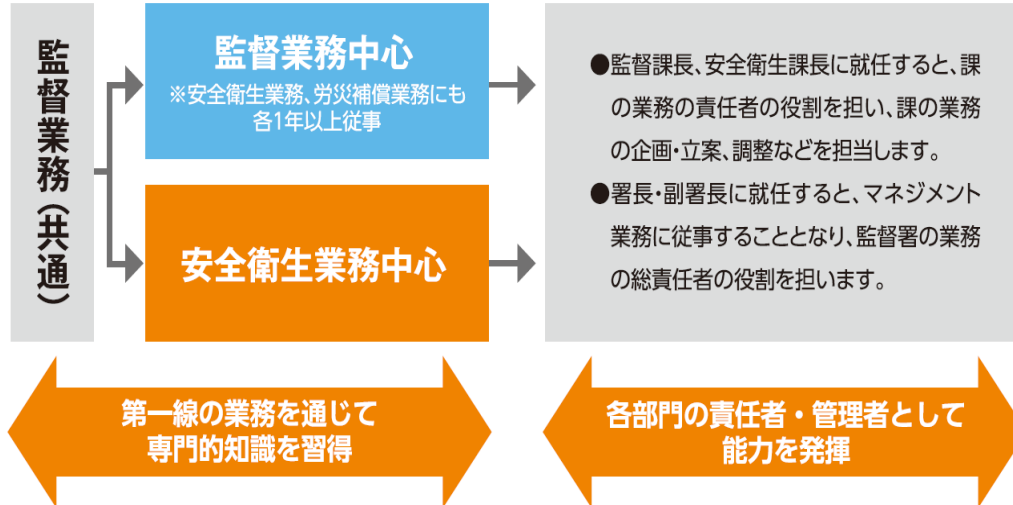 監督業務（共通）
監督業務中心
※安全衛生業務、労災補償業務にも
各1年以上従事
安全衛生業務中心
●監督課長、安全衛生課長に就任すると、課
の業務の責任者の役割を担い、課の業務
の企画・立案、調整などを担当します。
●署長・副署長に就任すると、マネジメント
業務に従事することとなり、監督署の業務
の総責任者の役割を担います。
第一線の業務を通じて
専門的知識を習得
各部門の責任者・管理者として
能力を発揮